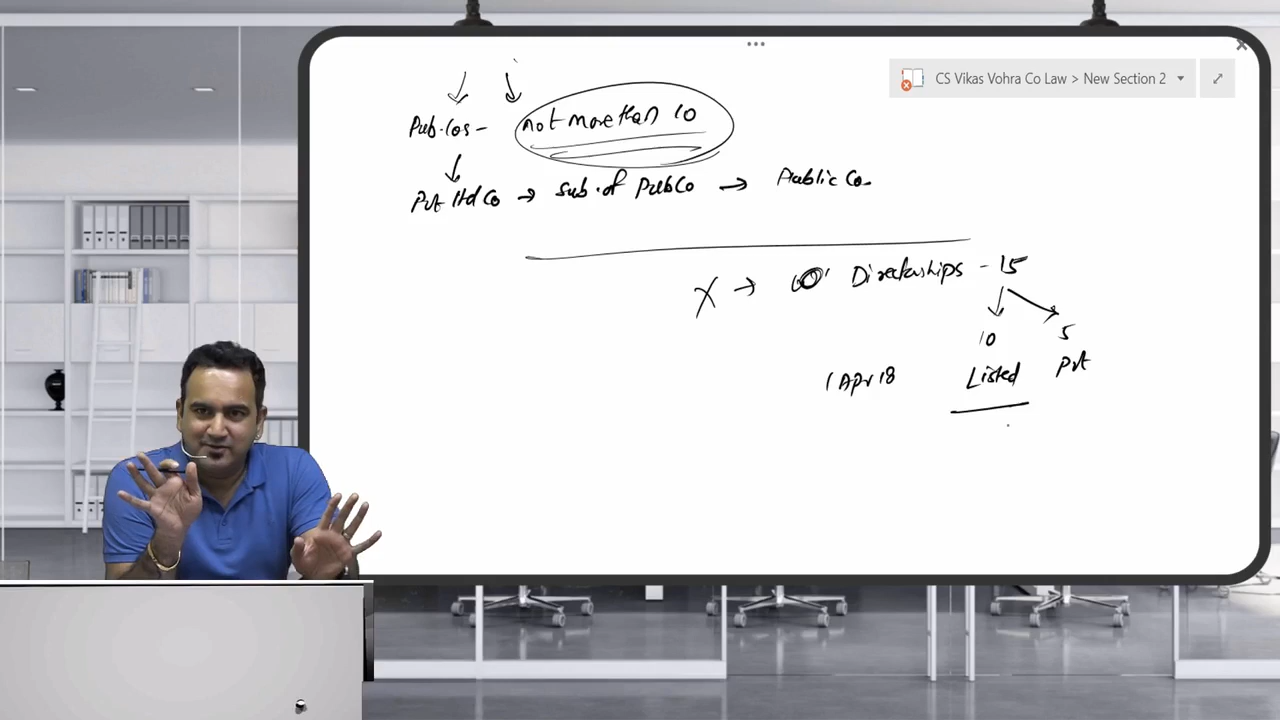 CS Vikas Vohra Co Law > New Section 2
Pub.Cos - not more than 10
Pvt ltd Co → sub. of PubCo → Public Co.
X → Directorships - 15
10 5
1 Apr 18 Listed Pvt